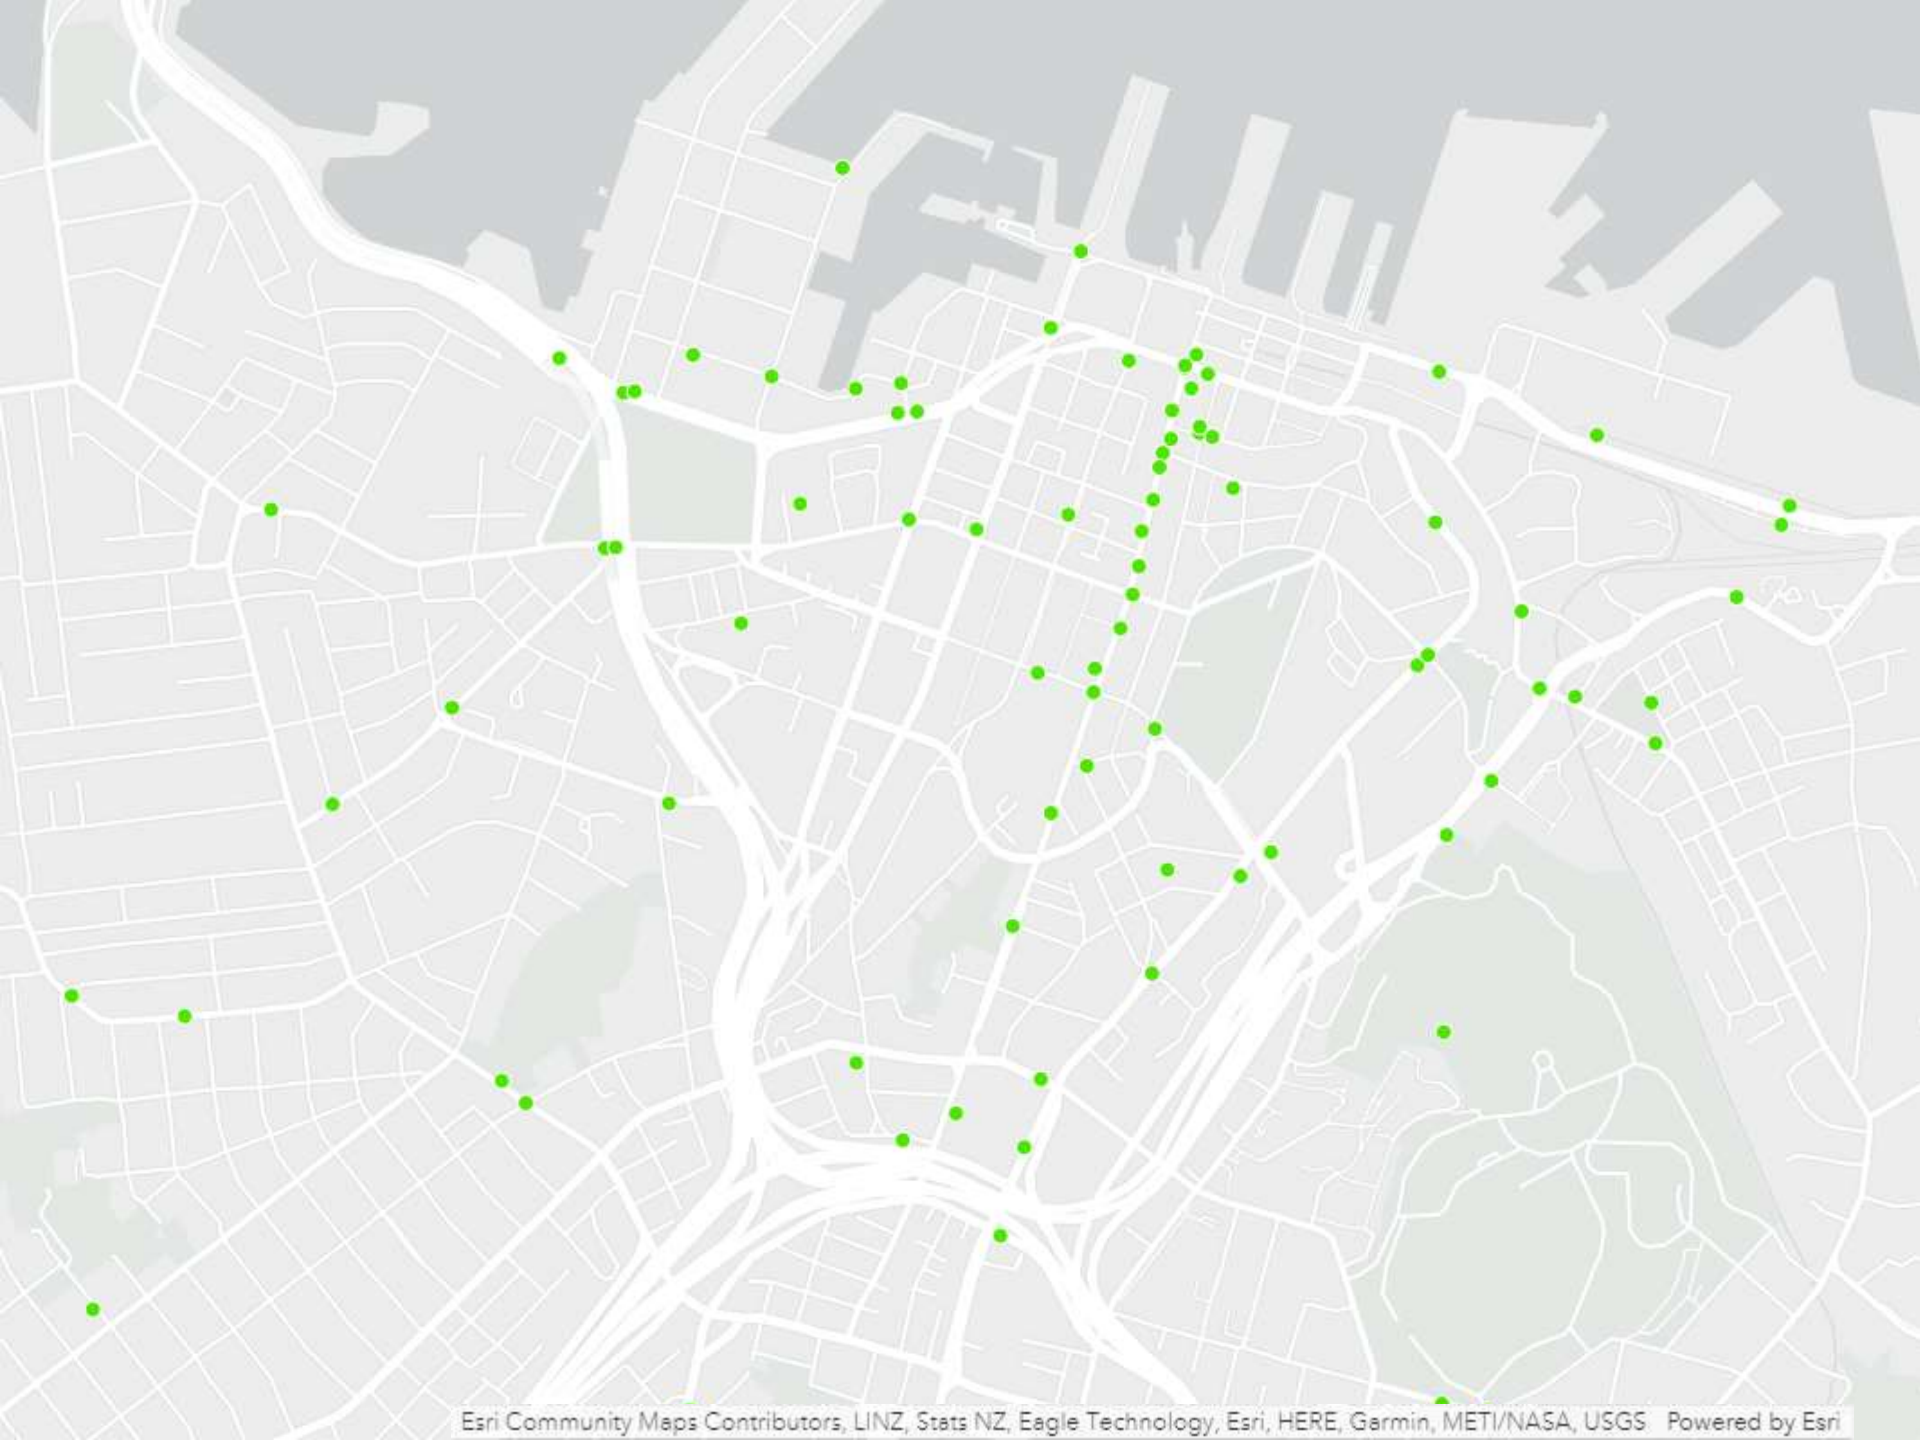 Esri Community Maps Contributors, LINZ, Stats NZ, Eagle Technology, Esri, HERE, Garmin, METI/NASA, USGS Powered by Esri